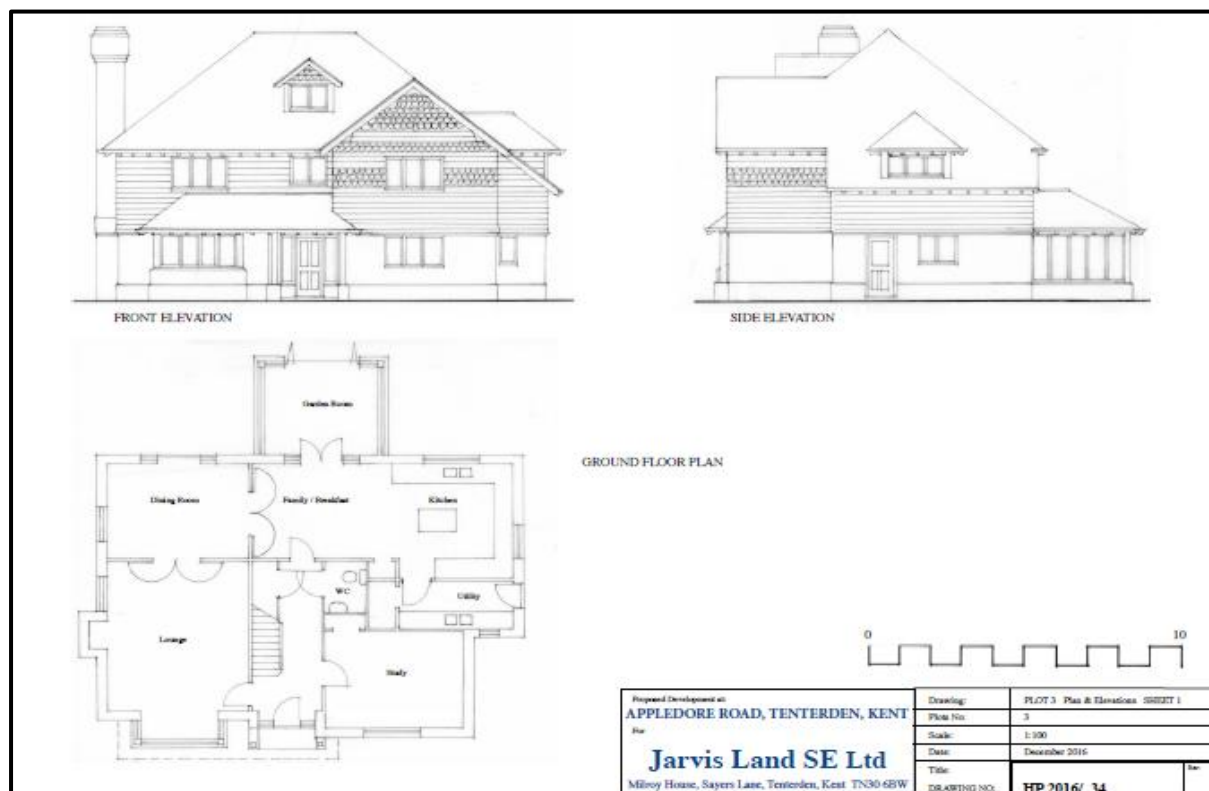 FRONT ELEVATION
SIDE ELEVATION
Garden Room
GROUND FLOOR PLAN
Dining Room
Family / Breakfast
Kitchen
WC
Utility
Lounge
Study
0 10
Proposed Development at:
APPLEDORE ROAD, TENTERDEN, KENT
For
Jarvis Land SE Ltd
Milroy House, Sayers Lane, Tenterden, Kent TN30 6BW
Drawing: PLOT 3 Plan & Elevations SHEET 1
Plots No: 3
Scale: 1:100
Date: December 2016
Title:
DRAWING NO: HP 2016/ 34